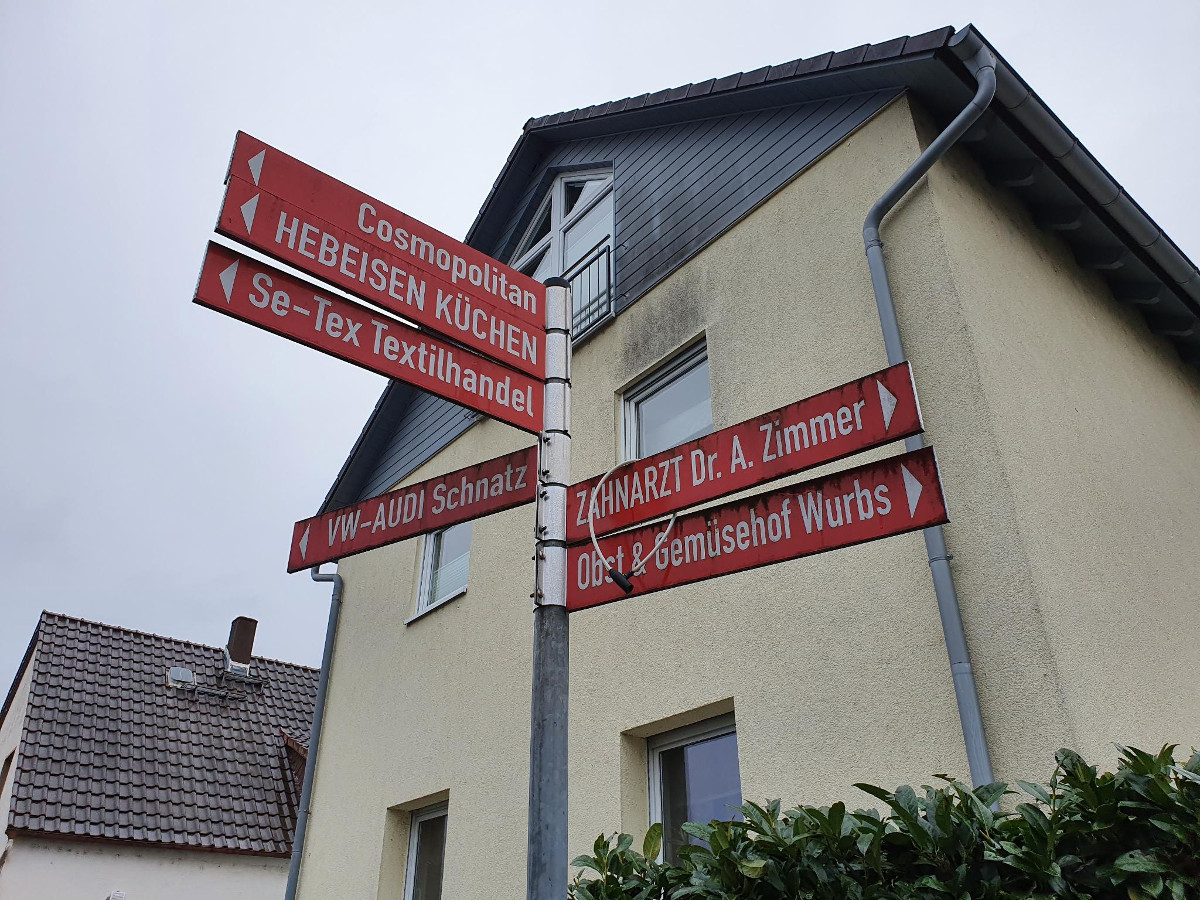 Cosmopolitan
HEBEISEN KÜCHEN
Se-Tex Textilhandel
VW-AUDI Schnatz
ZAHNARZT Dr. A. Zimmer
Obst & Gemüsehof Wurbs